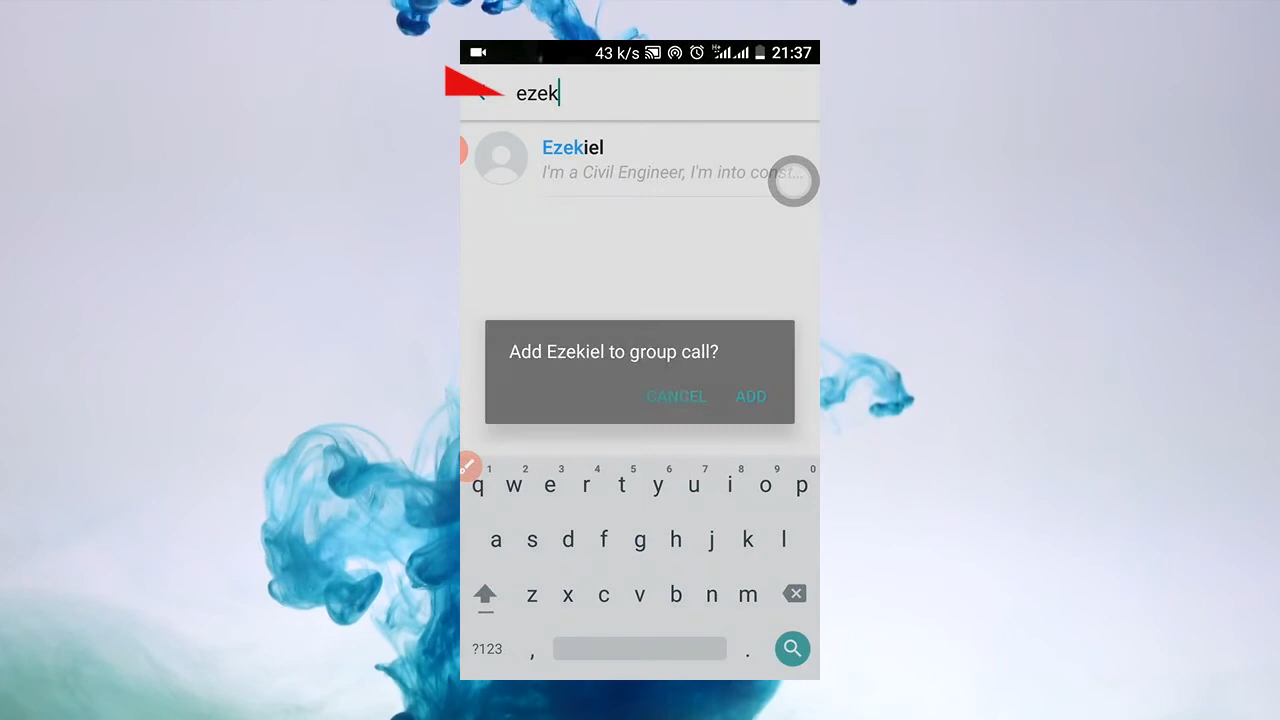 43 k/s H+ 21:37
ezek
Ezekiel
I'm a Civil Engineer, I'm into const...
Add Ezekiel to group call?
CANCEL ADD
1 2 3 4 5 6 7 8 9 0
q w e r t y u i o p
a s d f g h j k l
z x c v b n m
?123 , .